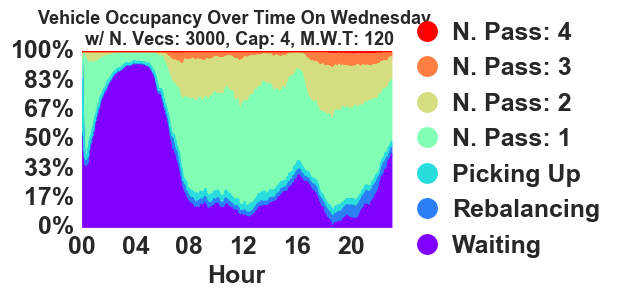 Vehicle Occupancy Over Time On Wednesday
w/ N. Vecs: 3000, Cap: 4, M.W.T: 120
100%
83%
67%
50%
33%
17%
0%
00 04 08 12 16 20
Hour
N. Pass: 4
N. Pass: 3
N. Pass: 2
N. Pass: 1
Picking Up
Rebalancing
Waiting